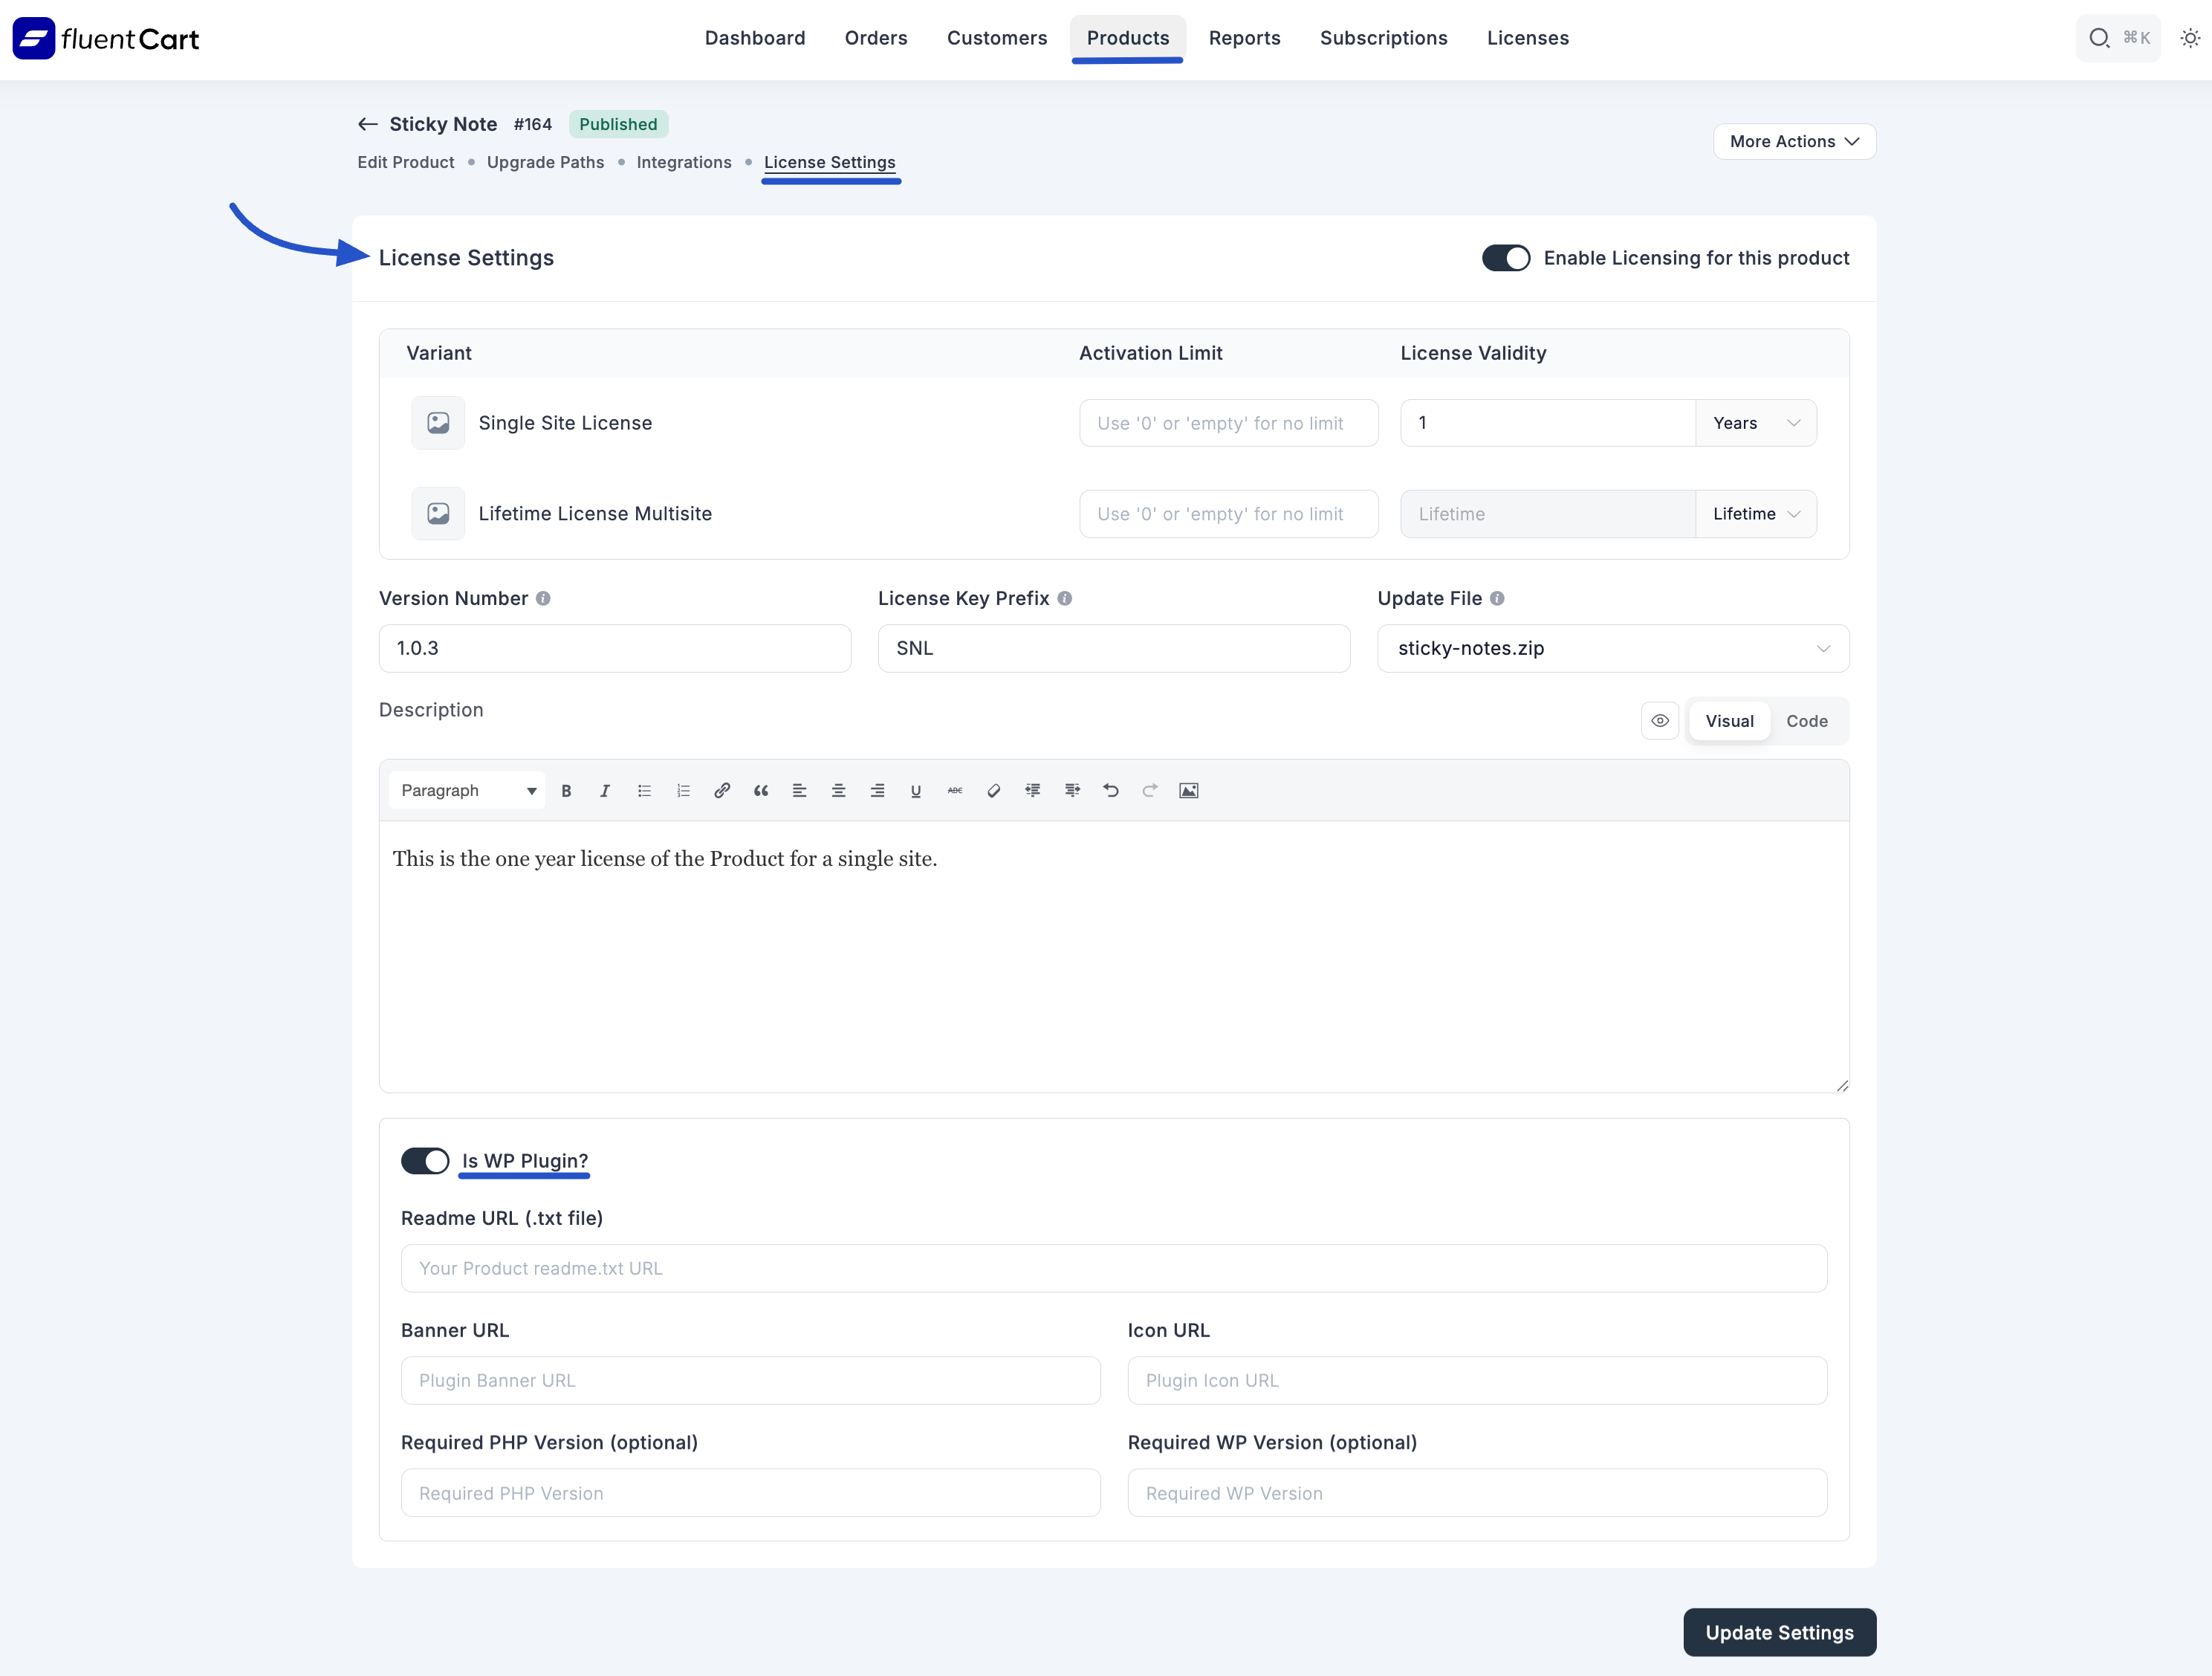 fluentCart
Dashboard Orders Customers Products Reports Subscriptions Licenses ⌘K
Sticky Note #164 Published
More Actions
Edit Product • Upgrade Paths • Integrations • License Settings
License Settings Enable Licensing for this product
Variant Activation Limit License Validity
Single Site License Use '0' or 'empty' for no limit 1 Years
Lifetime License Multisite Use '0' or 'empty' for no limit Lifetime Lifetime
Version Number License Key Prefix Update File
1.0.3 SNL sticky-notes.zip
Description Visual Code
Paragraph B I U ABC
This is the one year license of the Product for a single site.
Is WP Plugin?
Readme URL (.txt file)
Your Product readme.txt URL
Banner URL Icon URL
Plugin Banner URL Plugin Icon URL
Required PHP Version (optional) Required WP Version (optional)
Required PHP Version Required WP Version
Update Settings